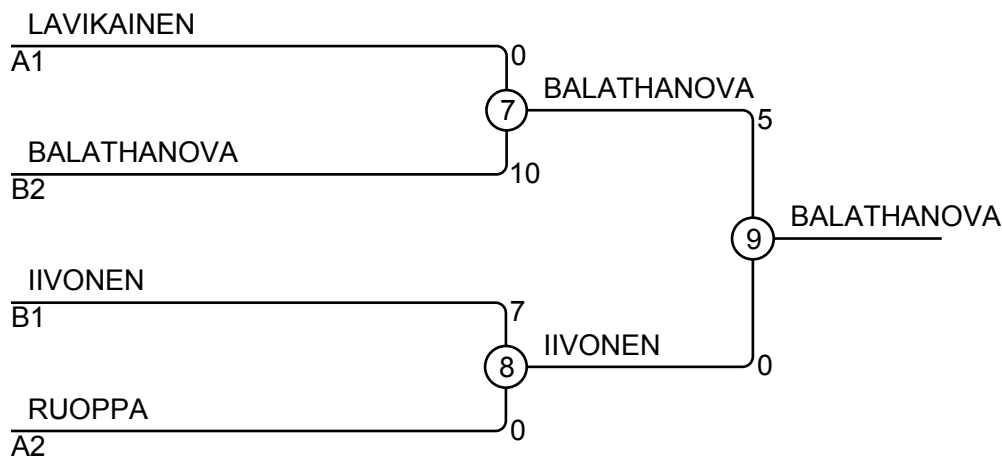 LAVIKAINEN
A1
0
7
BALATHANOVA
5
BALATHANOVA
B2
10
9
BALATHANOVA
IIVONEN
B1
7
8
IIVONEN
0
RUOPPA
A2
0